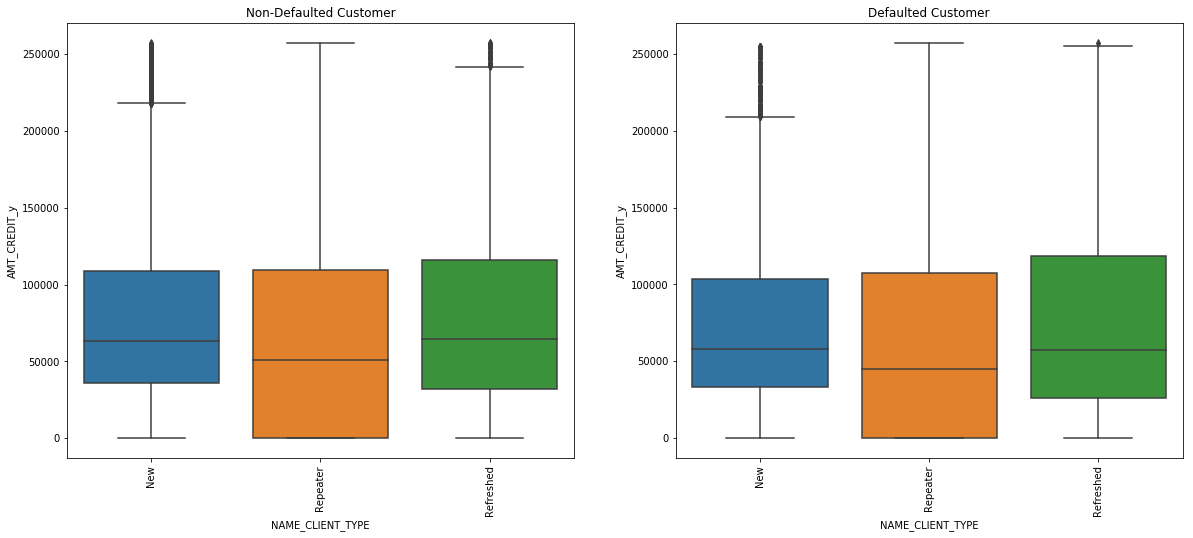 Non-Defaulted Customer
250000
200000
150000
100000
50000
0
AMT_CREDIT_y
New
Repeater
Refreshed
NAME_CLIENT_TYPE
Defaulted Customer
250000
200000
150000
100000
50000
0
AMT_CREDIT_y
New
Repeater
Refreshed
NAME_CLIENT_TYPE